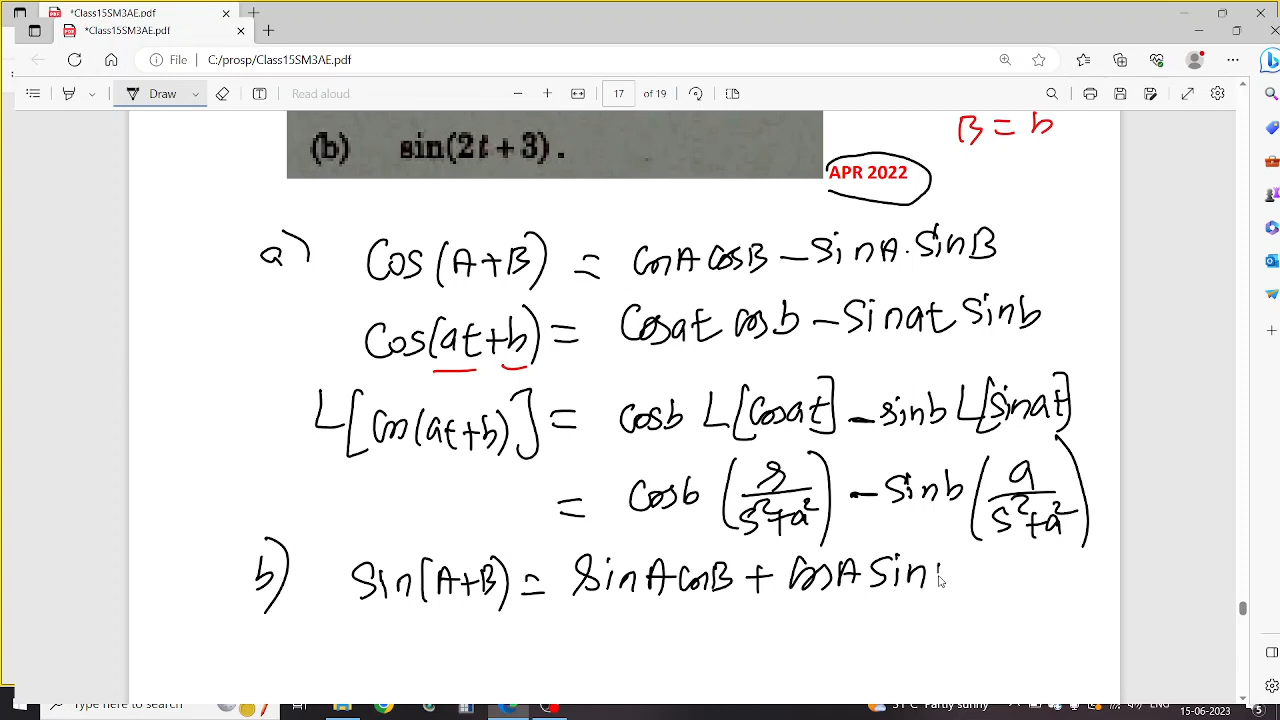 *Class15SM3AE.pdf
*Class15SM3AE.pdf
File C:/prosp/Class15SM3AE.pdf
Draw Read aloud 17 of 19
B = b
(b) sin(2t + 3).
APR 2022
a) Cos(A+B) = cosA cosB - sinA.sinB
Cos(at+b) = Cosat cosb - sinat sinb
L[cos(at+b)] = cosb L[cosat] - sinb L[sinat]
= cosb (s/(s²+a²)) - sinb (a/(s²+a²))
b) sin(A+B) = sinA cosB + cosA sin
Type here to search
Party sunny
15-06-2023